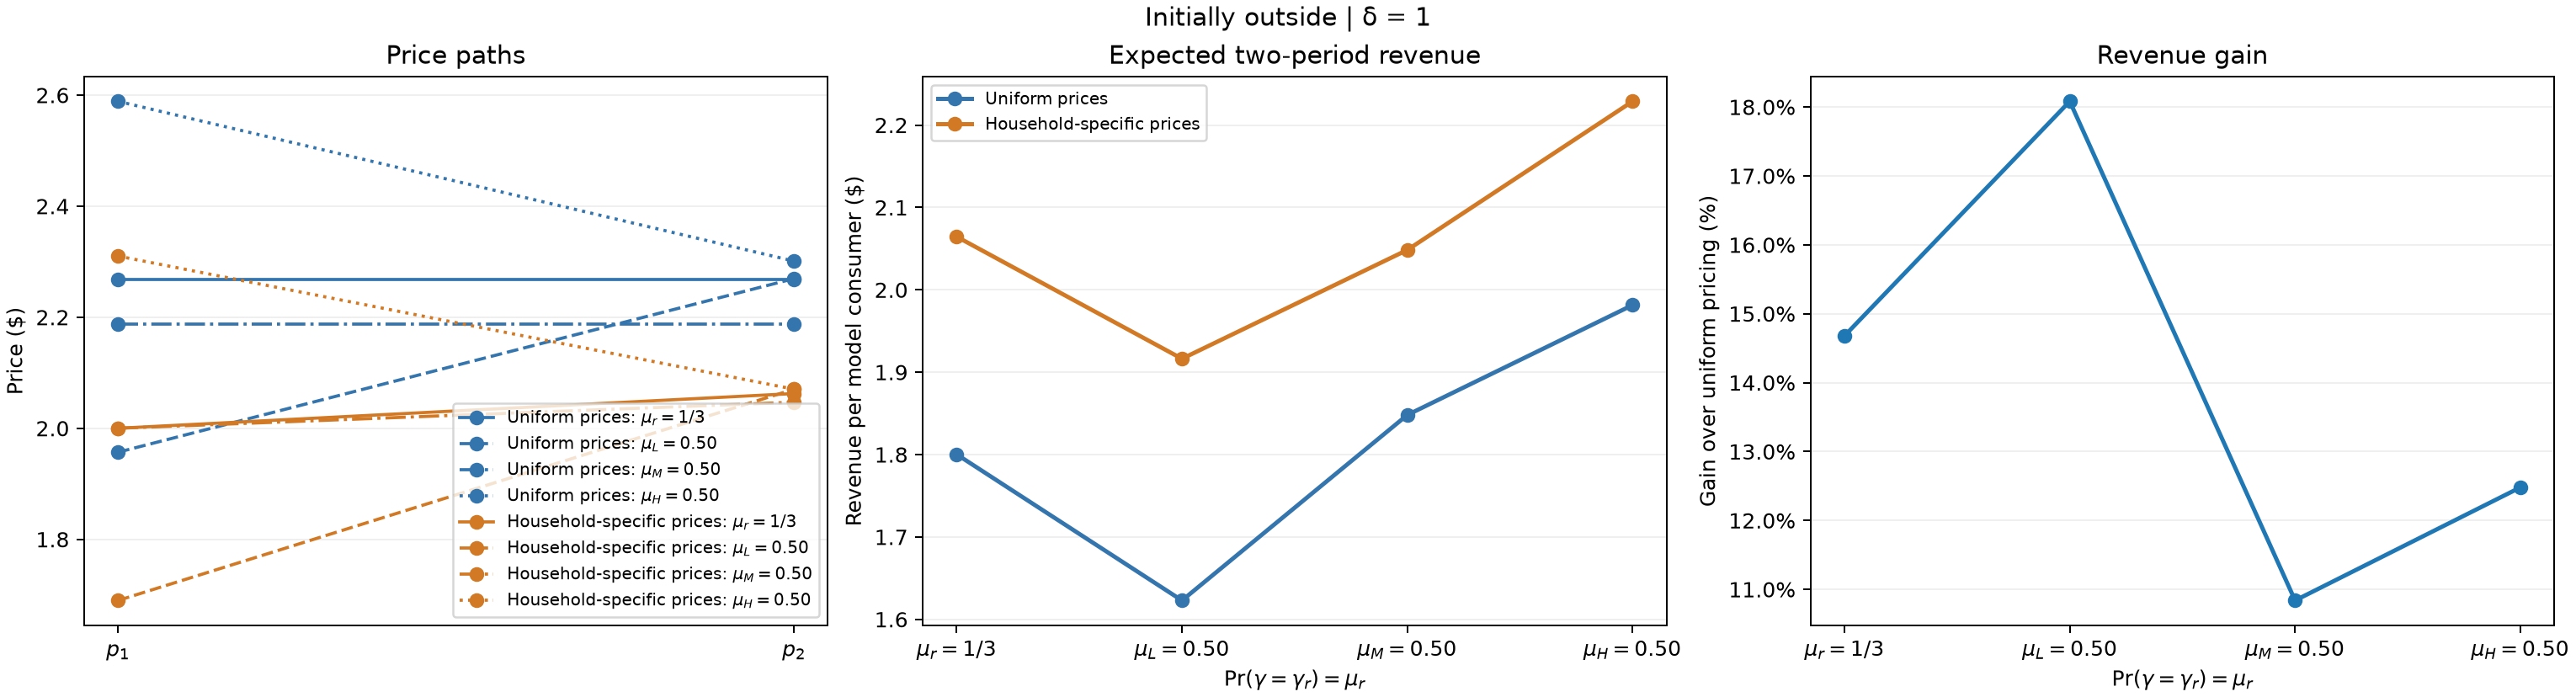 Initially outside | δ = 1
Price paths
Price ($)
2.6
2.4
2.2
2.0
1.8
p₁
p₂
Uniform prices: μᵣ = 1/3
Uniform prices: μ_L = 0.50
Uniform prices: μ_M = 0.50
Uniform prices: μ_H = 0.50
Household-specific prices: μᵣ = 1/3
Household-specific prices: μ_L = 0.50
Household-specific prices: μ_M = 0.50
Household-specific prices: μ_H = 0.50
Expected two-period revenue
Revenue per model consumer ($)
Uniform prices
Household-specific prices
2.2
2.1
2.0
1.9
1.8
1.7
1.6
μᵣ = 1/3
μ_L = 0.50
μ_M = 0.50
μ_H = 0.50
Pr(γ = γᵣ) = μᵣ
Revenue gain
Gain over uniform pricing (%)
18.0%
17.0%
16.0%
15.0%
14.0%
13.0%
12.0%
11.0%
μᵣ = 1/3
μ_L = 0.50
μ_M = 0.50
μ_H = 0.50
Pr(γ = γᵣ) = μᵣ